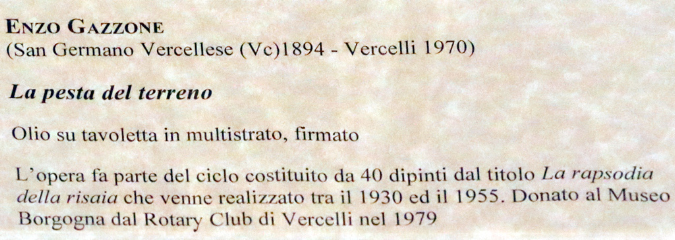 ENZO GAZZONE
(San Germano Vercellese (Vc)1894 - Vercelli 1970)
La pesta del terreno
Olio su tavoletta in multistrato, firmato
L'opera fa parte del ciclo costituito da 40 dipinti dal titolo La rapsodia
della risaia che venne realizzato tra il 1930 ed il 1955. Donato al Museo
Borgogna dal Rotary Club di Vercelli nel 1979